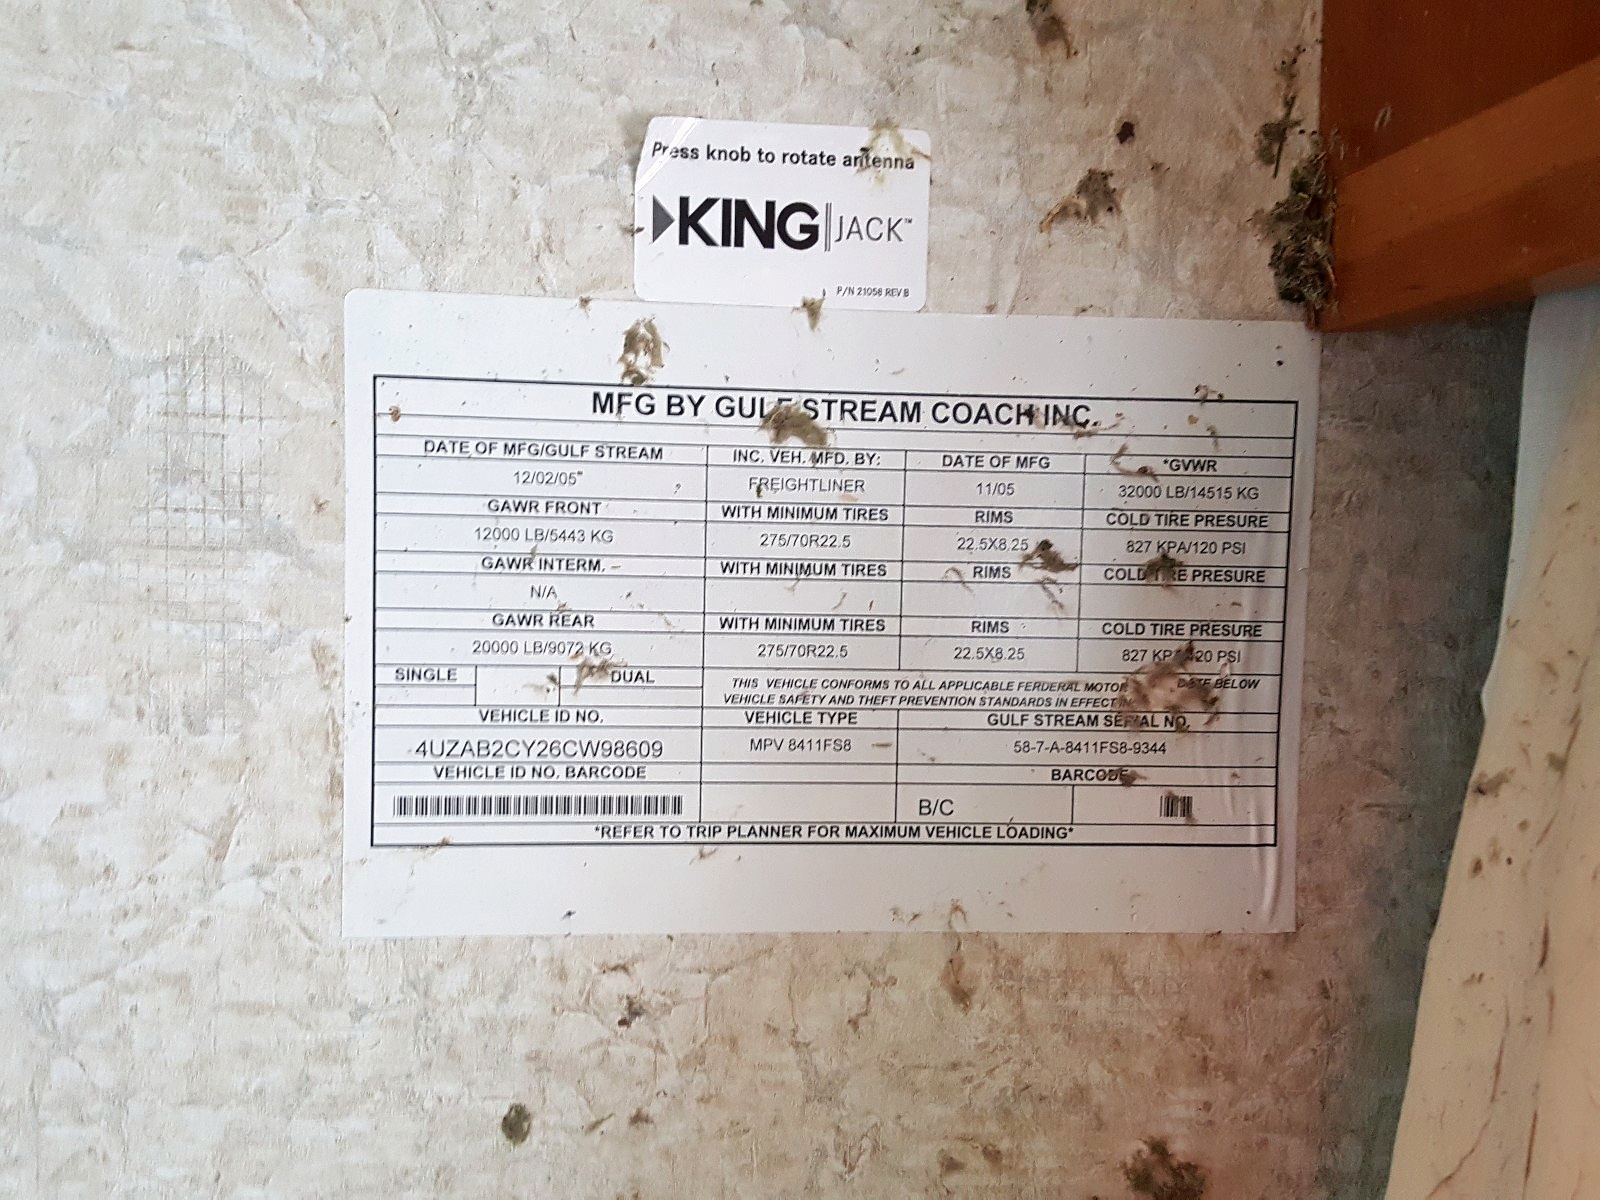 Press knob to rotate antenna
KING JACK™
P/N 21058 REV B
MFG BY GULF STREAM COACH INC.
DATE OF MFG/GULF STREAM INC. VEH. MFD. BY: DATE OF MFG *GVWR
12/02/05" FREIGHTLINER 11/05 32000 LB/14515 KG
GAWR FRONT WITH MINIMUM TIRES RIMS COLD TIRE PRESURE
12000 LB/5443 KG 275/70R22.5 22.5X8.25 827 KPA/120 PSI
GAWR INTERM. WITH MINIMUM TIRES RIMS COLD TIRE PRESURE
N/A
GAWR REAR WITH MINIMUM TIRES RIMS COLD TIRE PRESURE
20000 LB/9072 KG 275/70R22.5 22.5X8.25 827 KPA/120 PSI
SINGLE DUAL THIS VEHICLE CONFORMS TO ALL APPLICABLE FERDERAL MOTOR
VEHICLE SAFETY AND THEFT PREVENTION STANDARDS IN EFFECT DATE BELOW
VEHICLE ID NO. VEHICLE TYPE GULF STREAM SERIAL NO.
4UZAB2CY26CW98609 MPV 8411FS8 58-7-A-8411FS8-9344
VEHICLE ID NO. BARCODE BARCODE
B/C
*REFER TO TRIP PLANNER FOR MAXIMUM VEHICLE LOADING*